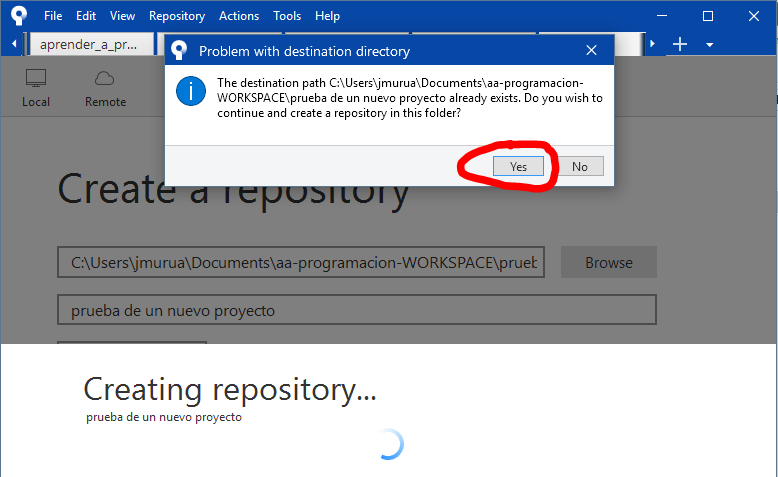 File Edit View Repository Actions Tools Help
aprender_a_pr...
Problem with destination directory
Local
Remote
The destination path C:\Users\jmurua\Documents\aa-programacion-
WORKSPACE\prueba de un nuevo proyecto already exists. Do you wish to
continue and create a repository in this folder?
Yes
No
Create a repository
C:\Users\jmurua\Documents\aa-programacion-WORKSPACE\prueb
Browse
prueba de un nuevo proyecto
Creating repository...
prueba de un nuevo proyecto